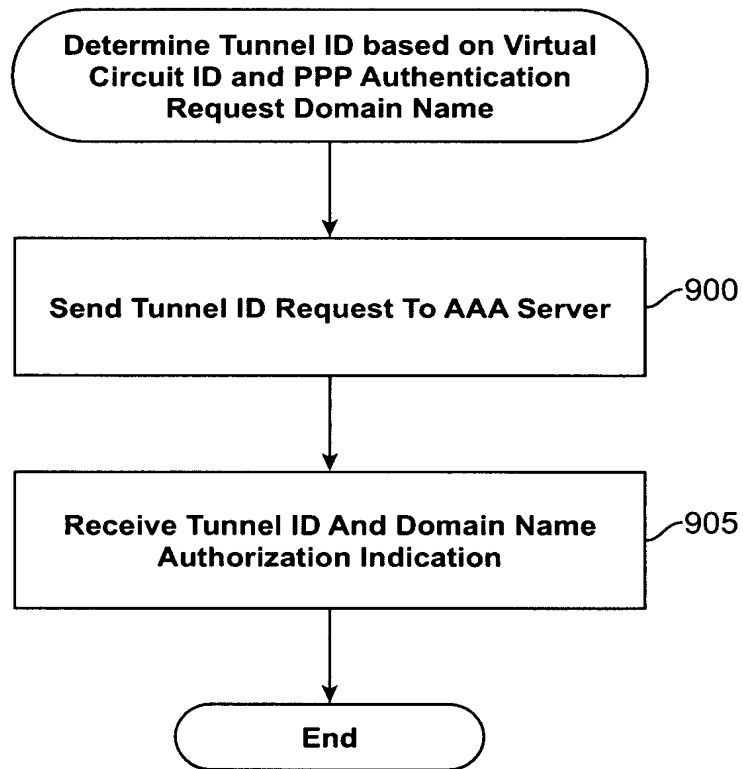 Determine Tunnel ID based on Virtual
Circuit ID and PPP Authentication
Request Domain Name
Send Tunnel ID Request To AAA Server
900
Receive Tunnel ID And Domain Name
Authorization Indication
905
End